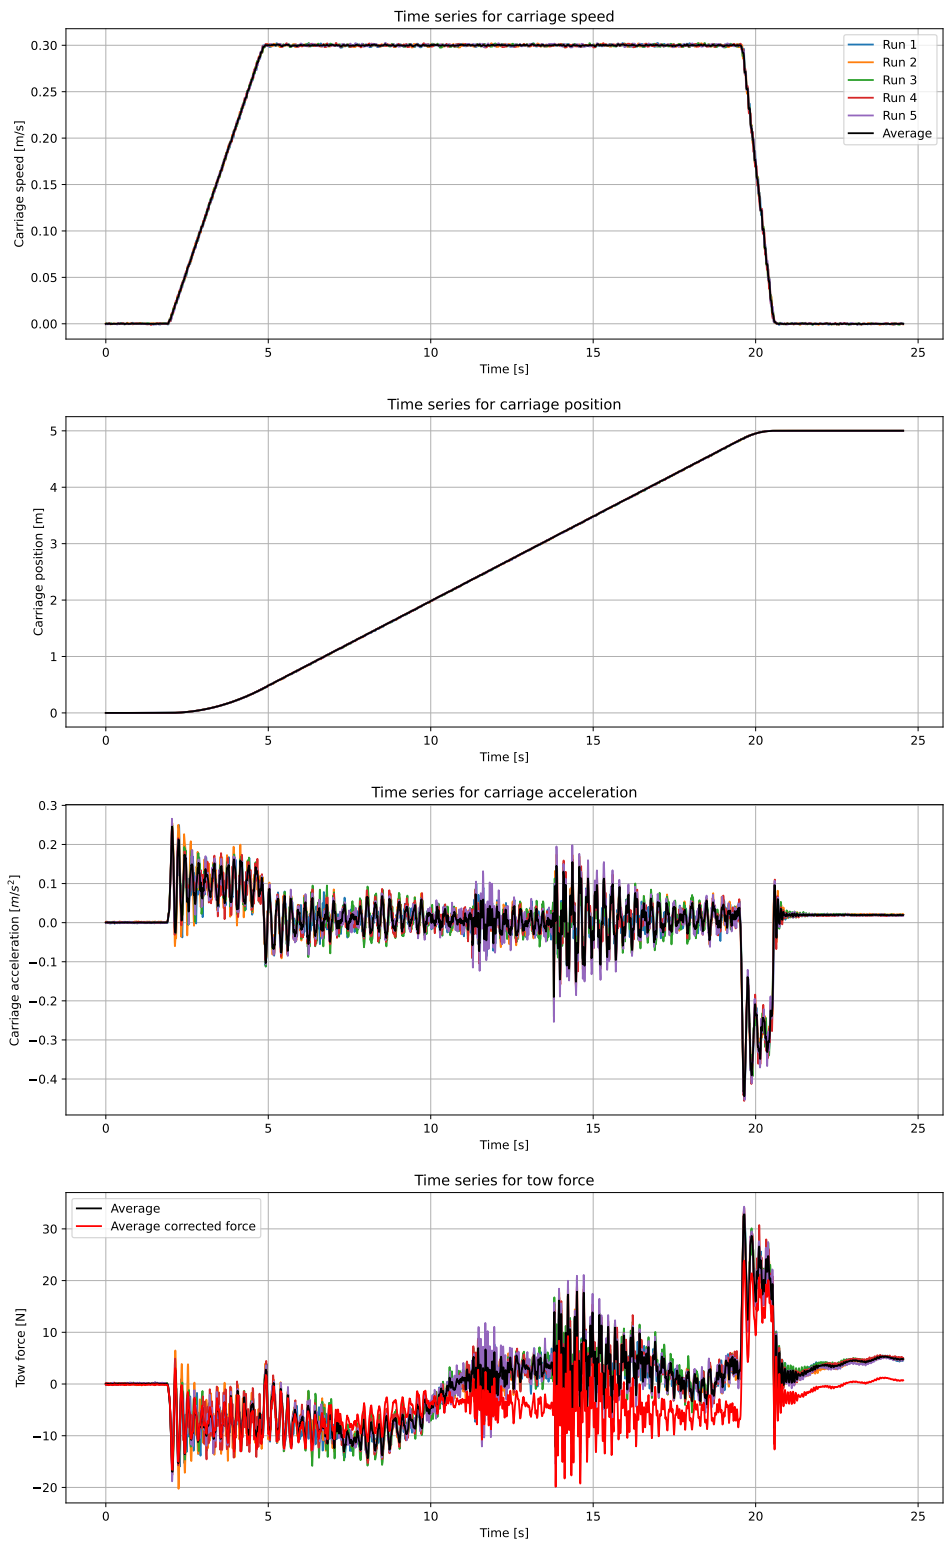 Time series for carriage speed
Carriage speed [m/s]
0.30
0.25
0.20
0.15
0.10
0.05
0.00
Run 1
Run 2
Run 3
Run 4
Run 5
Average
0 5 10 15 20 25
Time [s]
Time series for carriage position
Carriage position [m]
5
4
3
2
1
0
0 5 10 15 20 25
Time [s]
Time series for carriage acceleration
Carriage acceleration [m/s²]
0.3
0.2
0.1
0.0
−0.1
−0.2
−0.3
−0.4
0 5 10 15 20 25
Time [s]
Time series for tow force
Tow force [N]
Average
Average corrected force
30
20
10
0
−10
−20
0 5 10 15 20 25
Time [s]